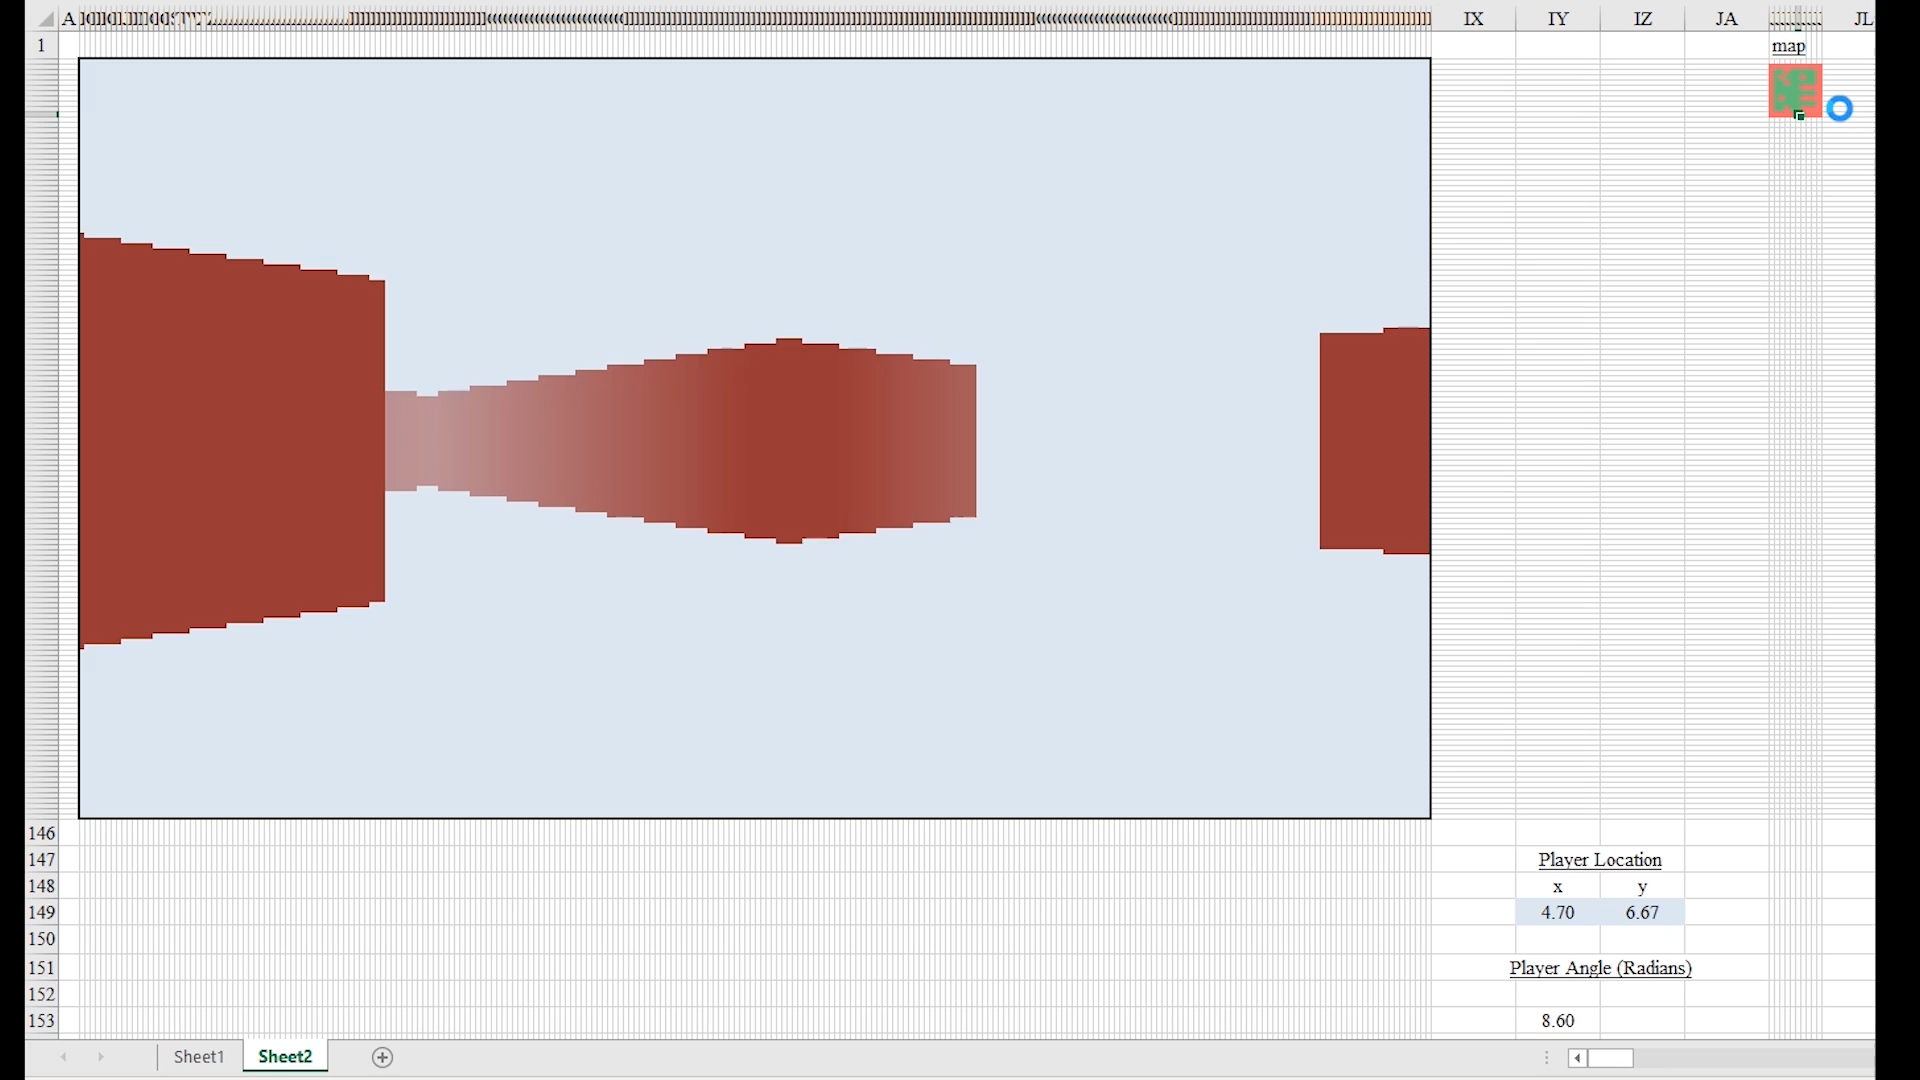 A IX IY IZ JA JL
1 map
146
147 Player Location
148 x y
149 4.70 6.67
150
151 Player Angle (Radians)
152
153 8.60
Sheet1 Sheet2